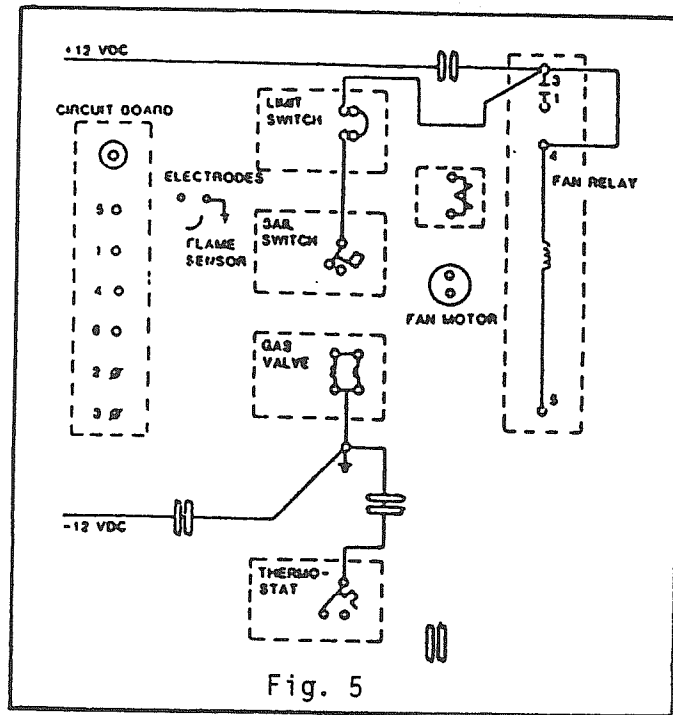 +12 VDC
CIRCUIT BOARD
LIMIT
SWITCH
3
1
4
FAN RELAY
ELECTRODES
FLAME
SENSOR
SAIL
SWITCH
FAN MOTOR
5
1
4
6
2
3
GAS
VALVE
5
-12 VDC
THERMO-
STAT
Fig. 5